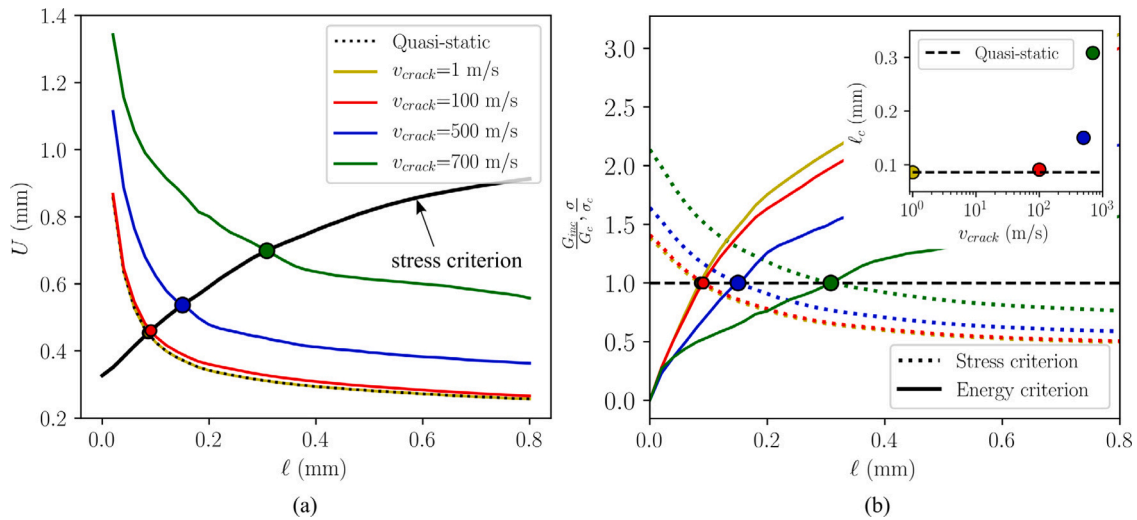 1.4
1.2
1.0
0.8
0.6
0.4
0.2
U (mm)
Quasi-static
v_crack=1 m/s
v_crack=100 m/s
v_crack=500 m/s
v_crack=700 m/s
stress criterion
0.0 0.2 0.4 0.6 0.8
ℓ (mm)
(a)
3.0
2.5
2.0
1.5
1.0
0.5
0.0
G_inc/G_c, σ/σ_c
0.3
0.2
0.1
ℓ_c (mm)
Quasi-static
10^0 10^1 10^2 10^3
v_crack (m/s)
Stress criterion
Energy criterion
0.0 0.2 0.4 0.6 0.8
ℓ (mm)
(b)